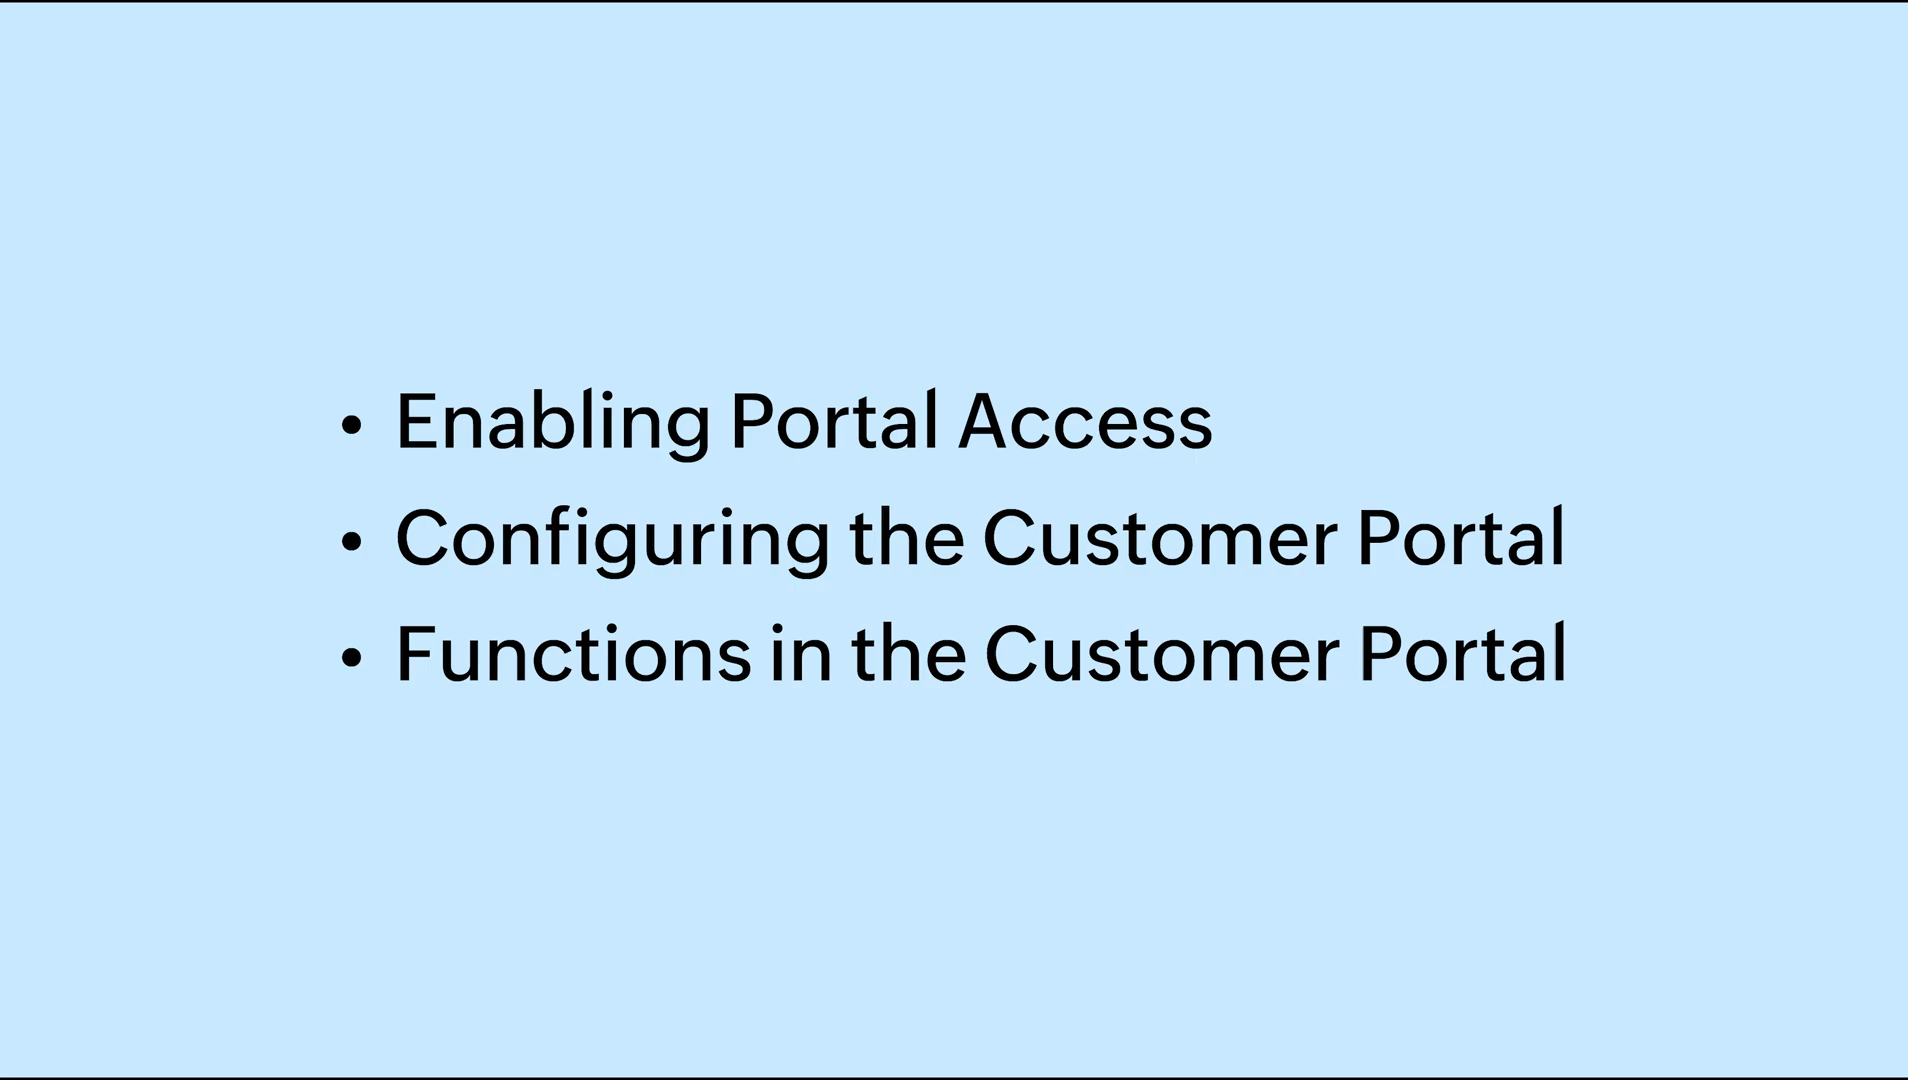 • Enabling Portal Access
• Configuring the Customer Portal
• Functions in the Customer Portal